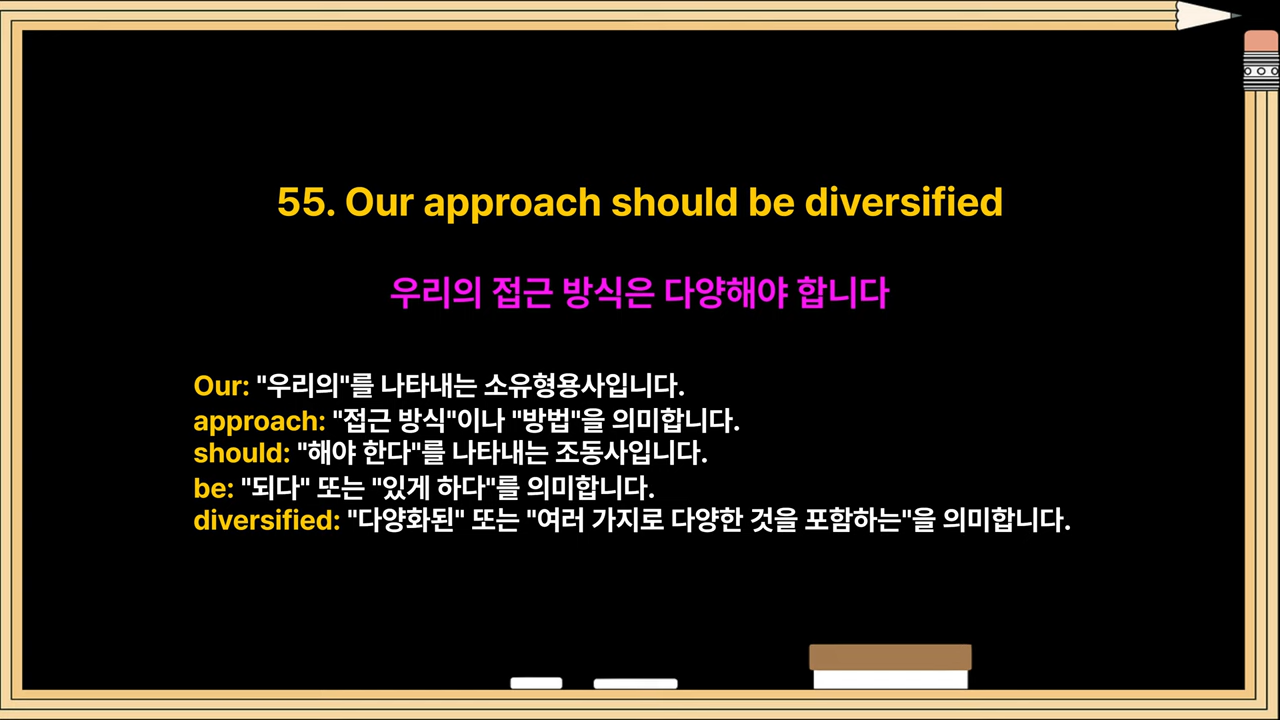 55. Our approach should be diversified
우리의 접근 방식은 다양해야 합니다
Our: "우리의"를 나타내는 소유형용사입니다.
approach: "접근 방식"이나 "방법"을 의미합니다.
should: "해야 한다"를 나타내는 조동사입니다.
be: "되다" 또는 "있게 하다"를 의미합니다.
diversified: "다양화된" 또는 "여러 가지로 다양한 것을 포함하는"을 의미합니다.